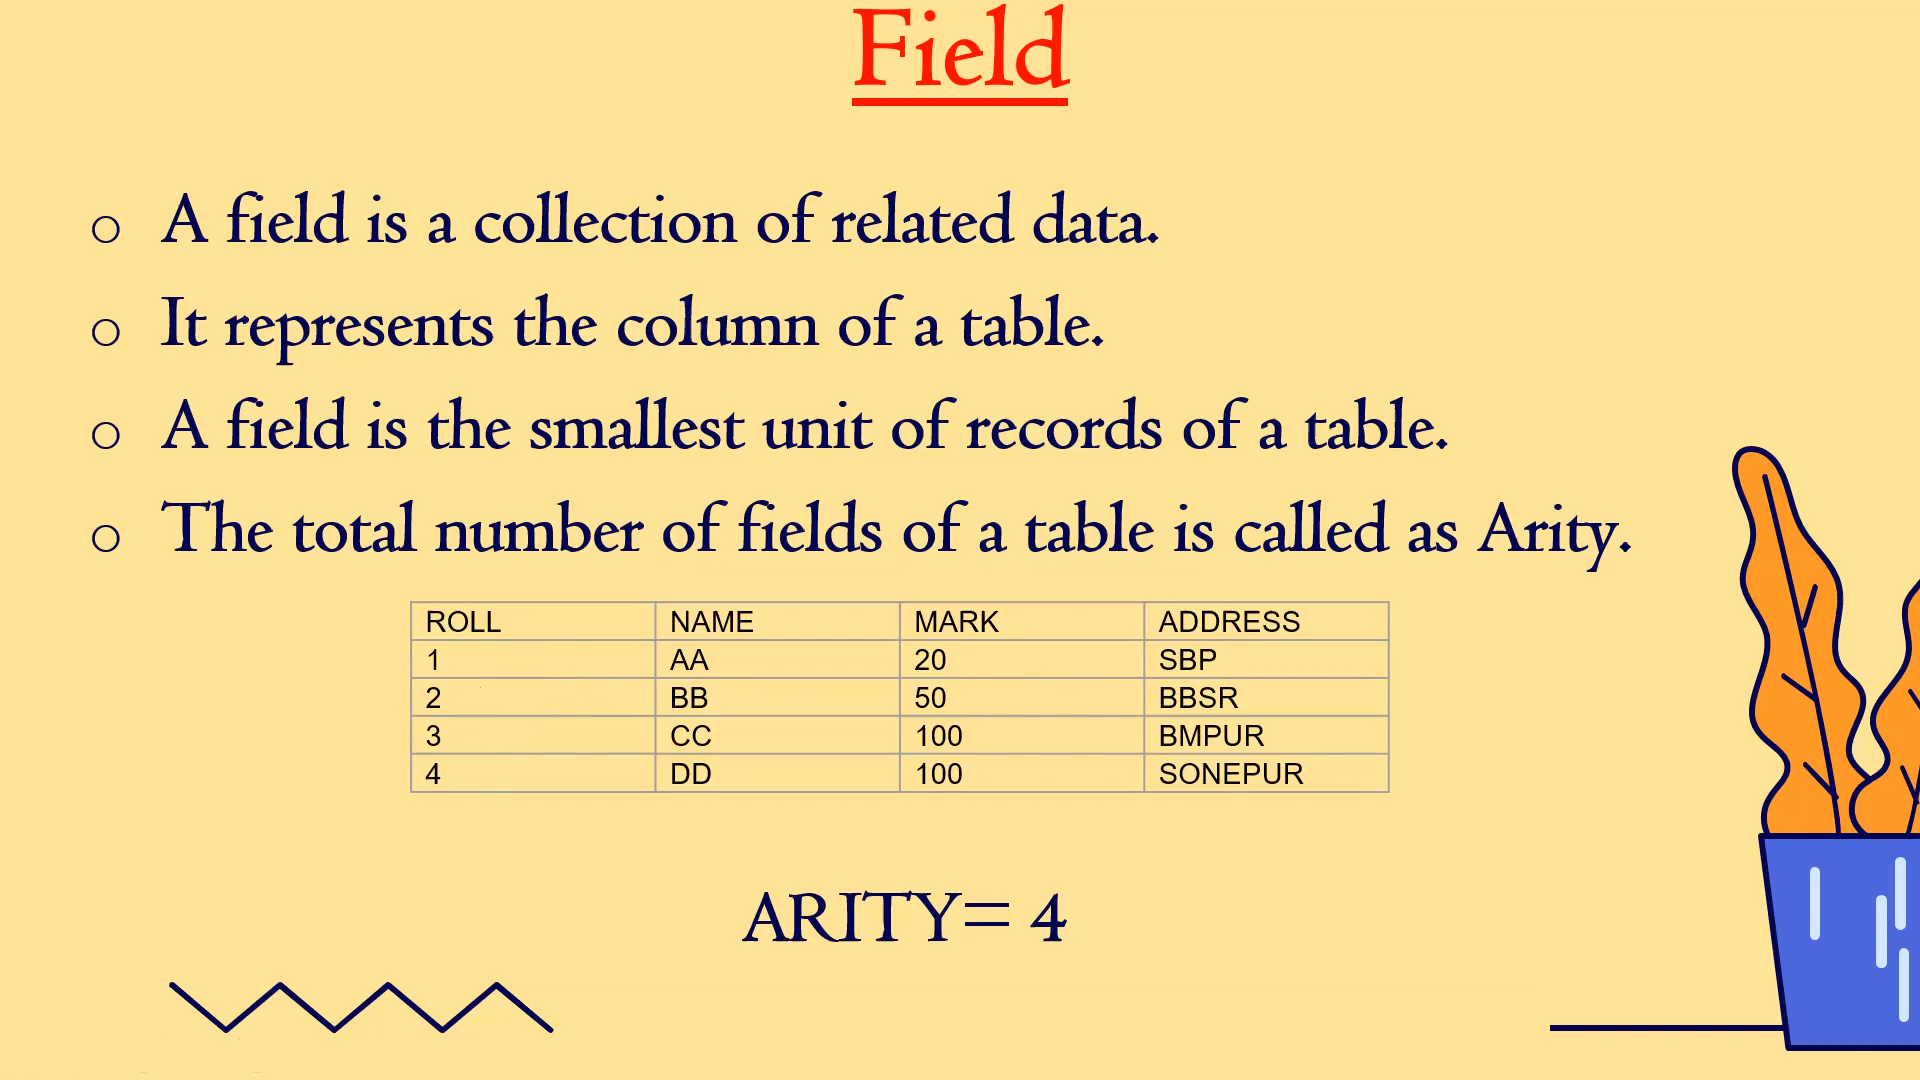 Field
o A field is a collection of related data.
o It represents the column of a table.
o A field is the smallest unit of records of a table.
o The total number of fields of a table is called as Arity.
ROLL NAME MARK ADDRESS
1 AA 20 SBP
2 BB 50 BBSR
3 CC 100 BMPUR
4 DD 100 SONEPUR
ARITY= 4